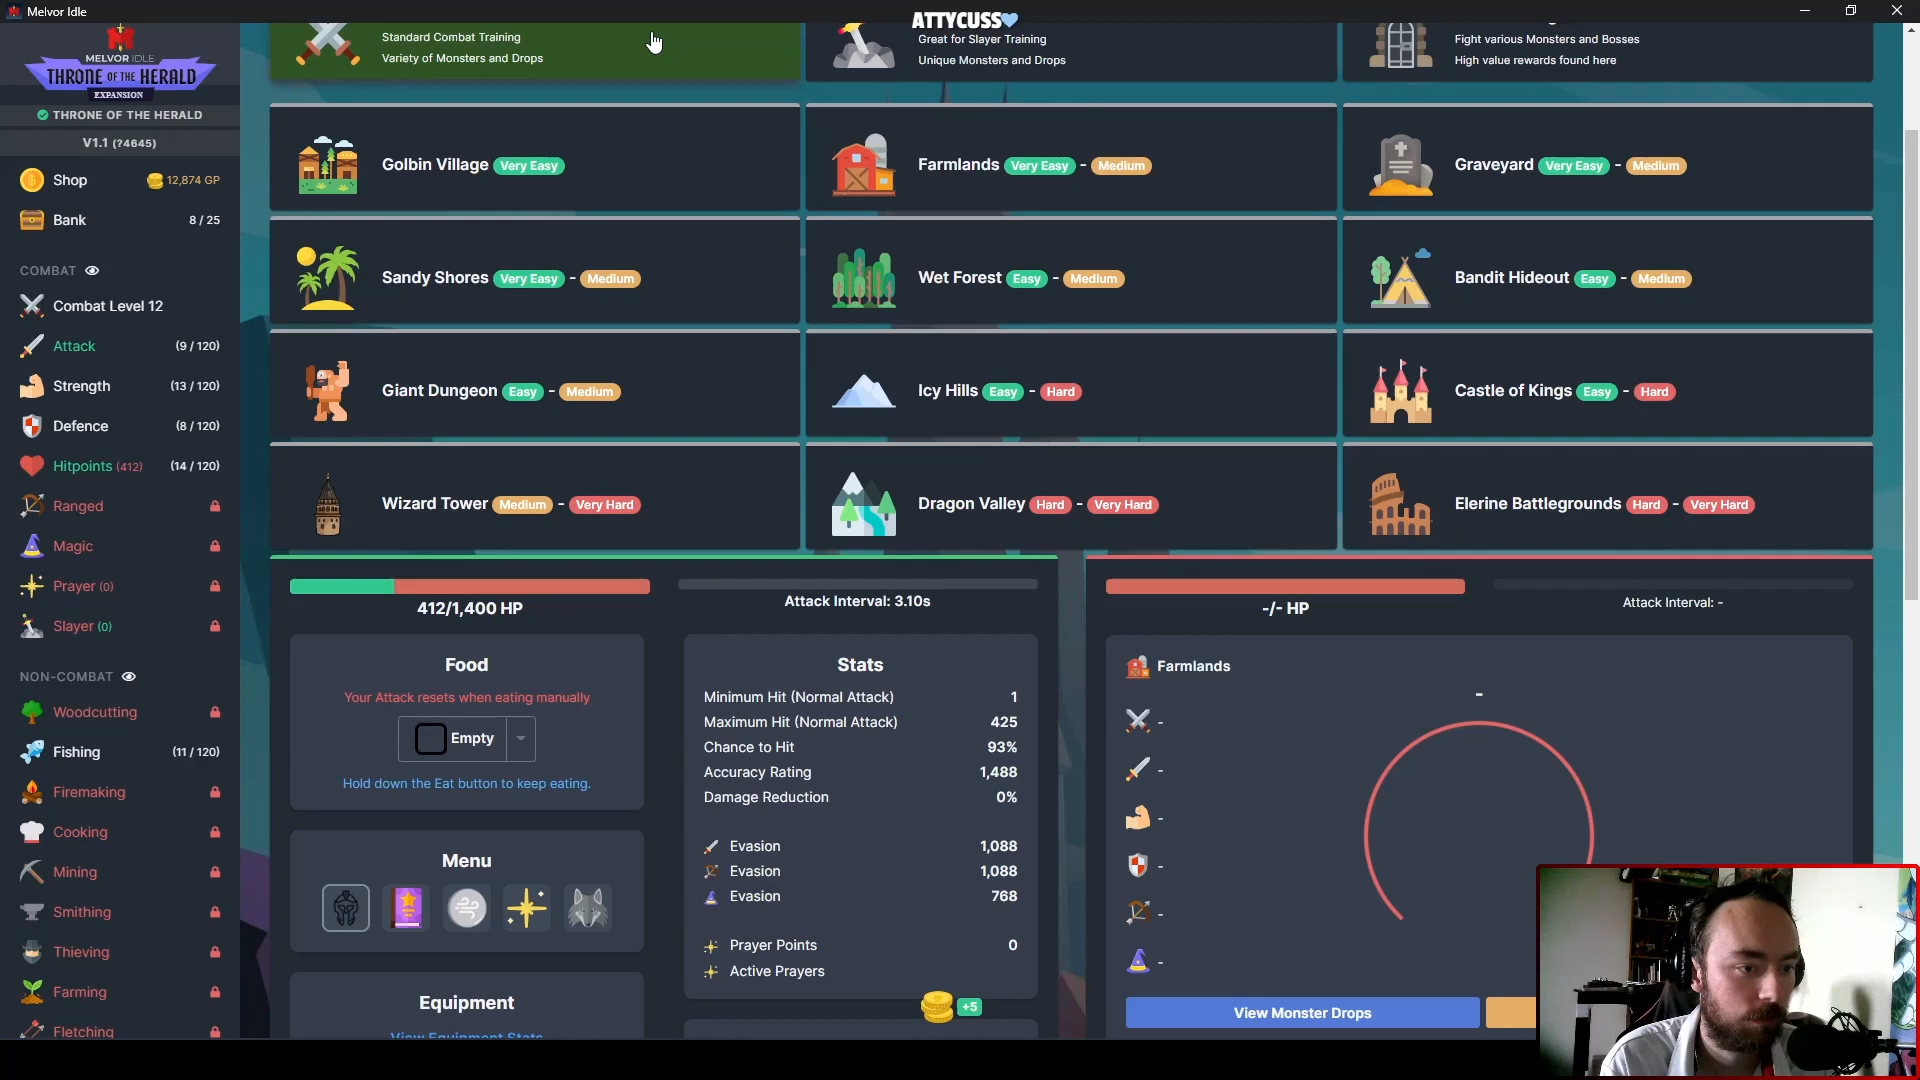 Melvor Idle
ATTYCUSS
MELVOR IDLE
THRONE OF THE HERALD
EXPANSION
THRONE OF THE HERALD
V1.1 (?4645)
Shop 12,874 GP
Bank 8 / 25
COMBAT
Combat Level 12
Attack (9 / 120)
Strength (13 / 120)
Defence (8 / 120)
Hitpoints (412) (14 / 120)
Ranged
Magic
Prayer (0)
Slayer (0)
NON-COMBAT
Woodcutting
Fishing (11 / 120)
Firemaking
Cooking
Mining
Smithing
Thieving
Farming
Fletching
Standard Combat Training
Variety of Monsters and Drops
Great for Slayer Training
Unique Monsters and Drops
Fight various Monsters and Bosses
High value rewards found here
Golbin Village Very Easy
Farmlands Very Easy - Medium
Graveyard Very Easy - Medium
Sandy Shores Very Easy - Medium
Wet Forest Easy - Medium
Bandit Hideout Easy - Medium
Giant Dungeon Easy - Medium
Icy Hills Easy - Hard
Castle of Kings Easy - Hard
Wizard Tower Medium - Very Hard
Dragon Valley Hard - Very Hard
Elerine Battlegrounds Hard - Very Hard
412/1,400 HP
Attack Interval: 3.10s
Food
Your Attack resets when eating manually
Empty
Hold down the Eat button to keep eating.
Menu
Equipment
View Equipment Stats
Stats
Minimum Hit (Normal Attack) 1
Maximum Hit (Normal Attack) 425
Chance to Hit 93%
Accuracy Rating 1,488
Damage Reduction 0%
Evasion 1,088
Evasion 1,088
Evasion 768
Prayer Points 0
Active Prayers
+5
-/- HP
Attack Interval: -
Farmlands
-
-
-
-
-
-
-
View Monster Drops